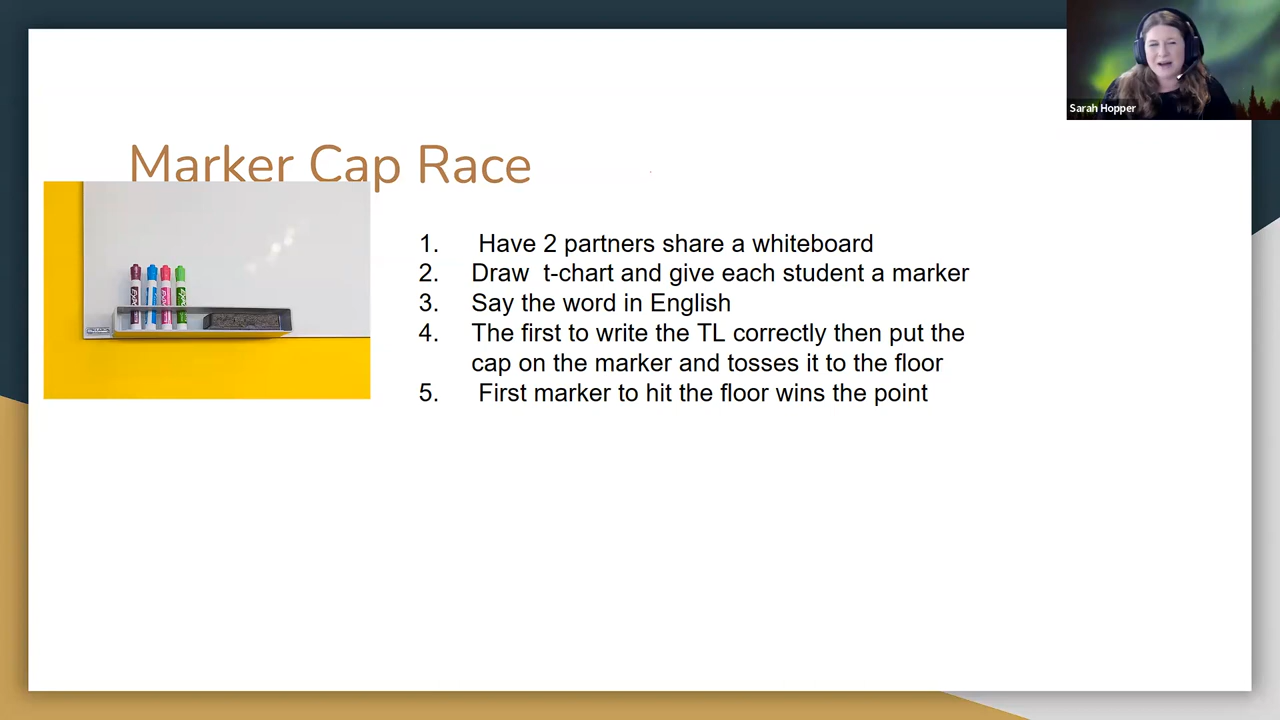 Sarah Hopper
Marker Cap Race
1. Have 2 partners share a whiteboard
2. Draw t-chart and give each student a marker
3. Say the word in English
4. The first to write the TL correctly then put the
cap on the marker and tosses it to the floor
5. First marker to hit the floor wins the point